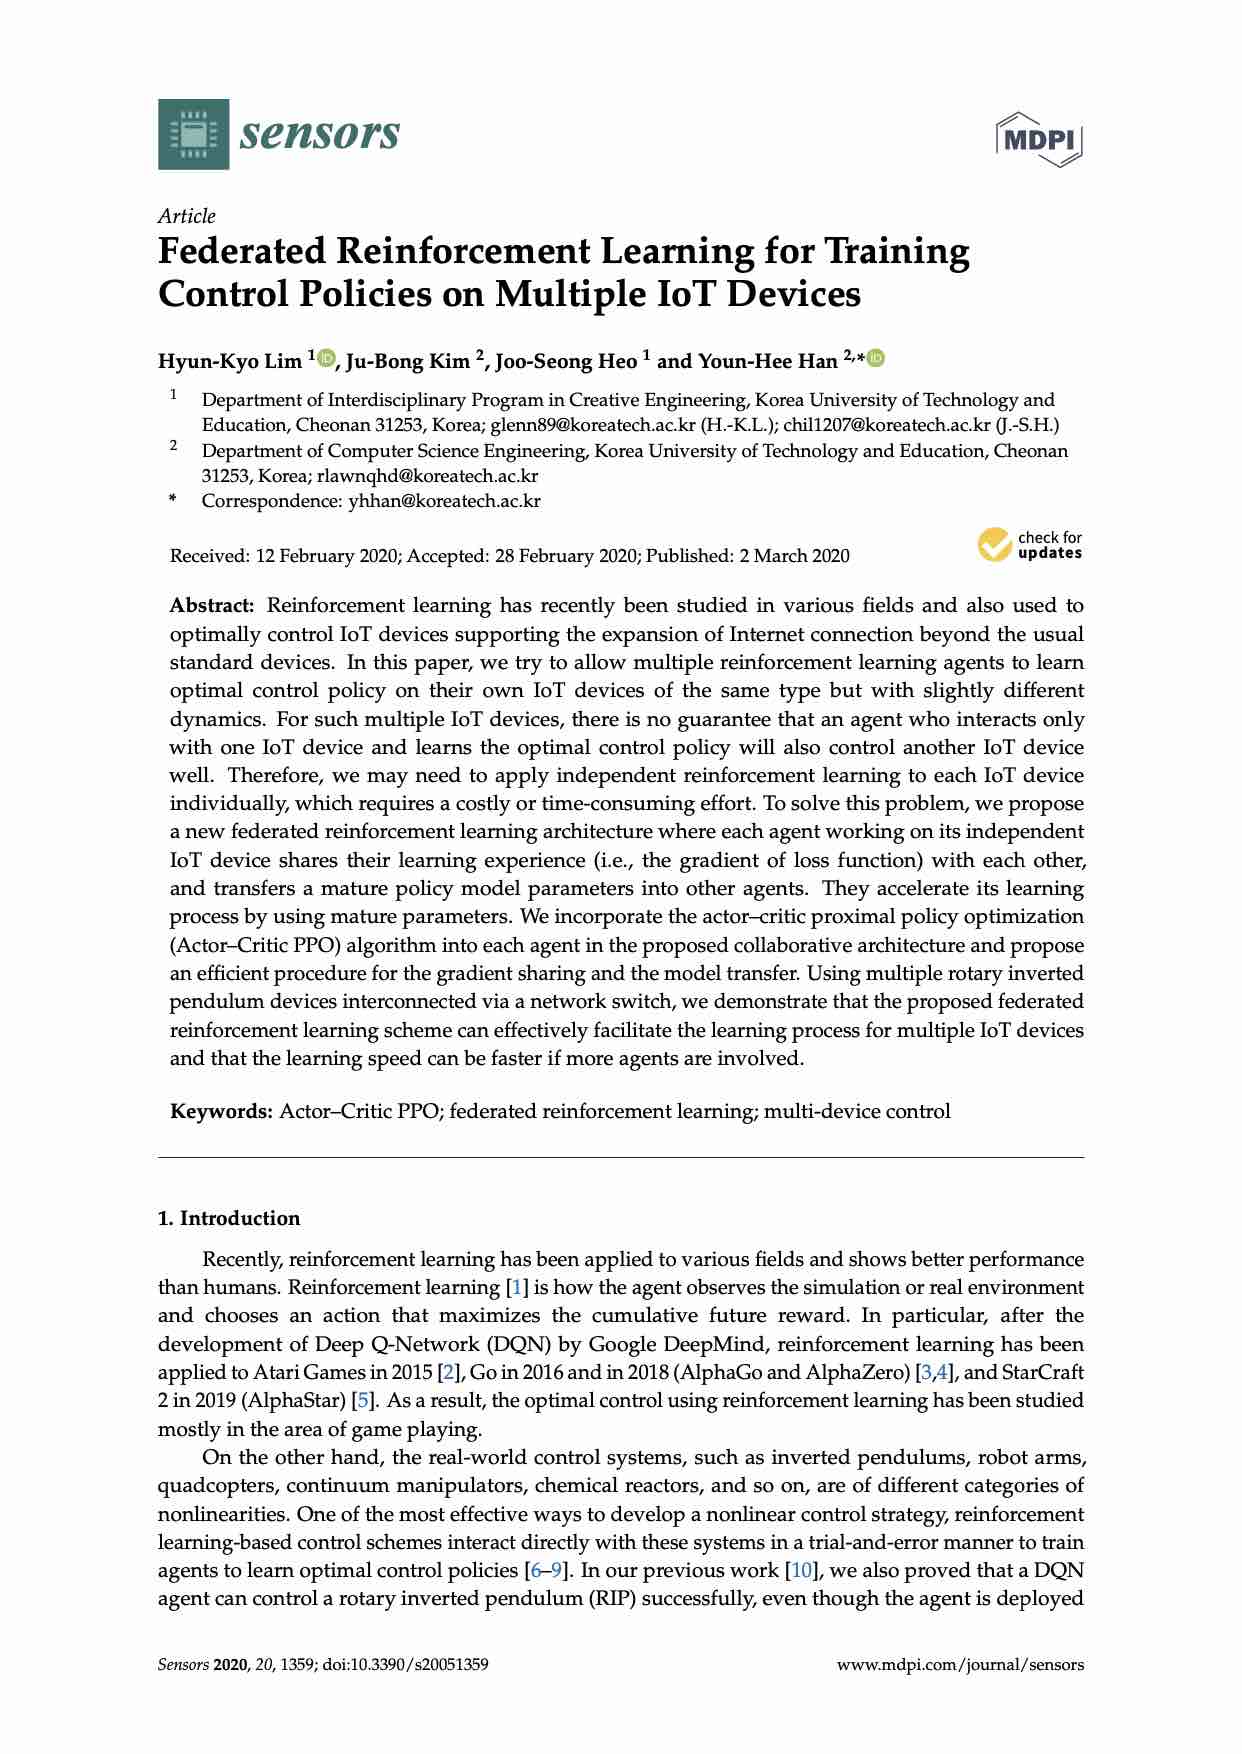 sensors
MDPI
Article
Federated Reinforcement Learning for Training
Control Policies on Multiple IoT Devices
Hyun-Kyo Lim 1 iD, Ju-Bong Kim 2, Joo-Seong Heo 1 and Youn-Hee Han 2,* iD
1 Department of Interdisciplinary Program in Creative Engineering, Korea University of Technology and
Education, Cheonan 31253, Korea; glenn89@koreatech.ac.kr (H.-K.L.); chil1207@koreatech.ac.kr (J.-S.H.)
2 Department of Computer Science Engineering, Korea University of Technology and Education, Cheonan
31253, Korea; rlawnqhd@koreatech.ac.kr
* Correspondence: yhhan@koreatech.ac.kr
check for
updates
Received: 12 February 2020; Accepted: 28 February 2020; Published: 2 March 2020
Abstract: Reinforcement learning has recently been studied in various fields and also used to
optimally control IoT devices supporting the expansion of Internet connection beyond the usual
standard devices. In this paper, we try to allow multiple reinforcement learning agents to learn
optimal control policy on their own IoT devices of the same type but with slightly different
dynamics. For such multiple IoT devices, there is no guarantee that an agent who interacts only
with one IoT device and learns the optimal control policy will also control another IoT device
well. Therefore, we may need to apply independent reinforcement learning to each IoT device
individually, which requires a costly or time-consuming effort. To solve this problem, we propose
a new federated reinforcement learning architecture where each agent working on its independent
IoT device shares their learning experience (i.e., the gradient of loss function) with each other,
and transfers a mature policy model parameters into other agents. They accelerate its learning
process by using mature parameters. We incorporate the actor–critic proximal policy optimization
(Actor–Critic PPO) algorithm into each agent in the proposed collaborative architecture and propose
an efficient procedure for the gradient sharing and the model transfer. Using multiple rotary inverted
pendulum devices interconnected via a network switch, we demonstrate that the proposed federated
reinforcement learning scheme can effectively facilitate the learning process for multiple IoT devices
and that the learning speed can be faster if more agents are involved.
Keywords: Actor–Critic PPO; federated reinforcement learning; multi-device control
1. Introduction
Recently, reinforcement learning has been applied to various fields and shows better performance
than humans. Reinforcement learning [1] is how the agent observes the simulation or real environment
and chooses an action that maximizes the cumulative future reward. In particular, after the
development of Deep Q-Network (DQN) by Google DeepMind, reinforcement learning has been
applied to Atari Games in 2015 [2], Go in 2016 and in 2018 (AlphaGo and AlphaZero) [3,4], and StarCraft
2 in 2019 (AlphaStar) [5]. As a result, the optimal control using reinforcement learning has been studied
mostly in the area of game playing.
On the other hand, the real-world control systems, such as inverted pendulums, robot arms,
quadcopters, continuum manipulators, chemical reactors, and so on, are of different categories of
nonlinearities. One of the most effective ways to develop a nonlinear control strategy, reinforcement
learning-based control schemes interact directly with these systems in a trial-and-error manner to train
agents to learn optimal control policies [6–9]. In our previous work [10], we also proved that a DQN
agent can control a rotary inverted pendulum (RIP) successfully, even though the agent is deployed
Sensors 2020, 20, 1359; doi:10.3390/s20051359
www.mdpi.com/journal/sensors